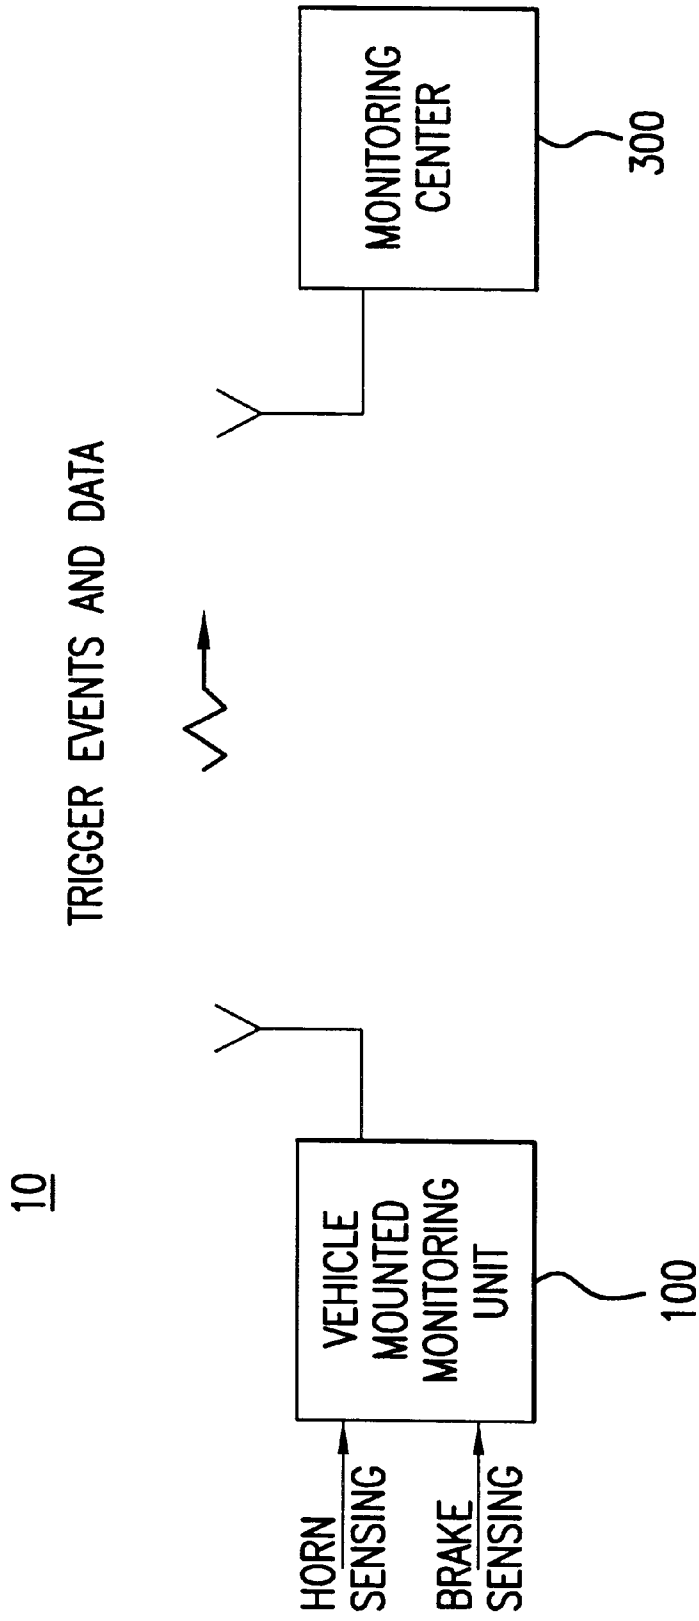 10
TRIGGER EVENTS AND DATA
HORN
SENSING
BRAKE
SENSING
VEHICLE
MOUNTED
MONITORING
UNIT
100
MONITORING
CENTER
300